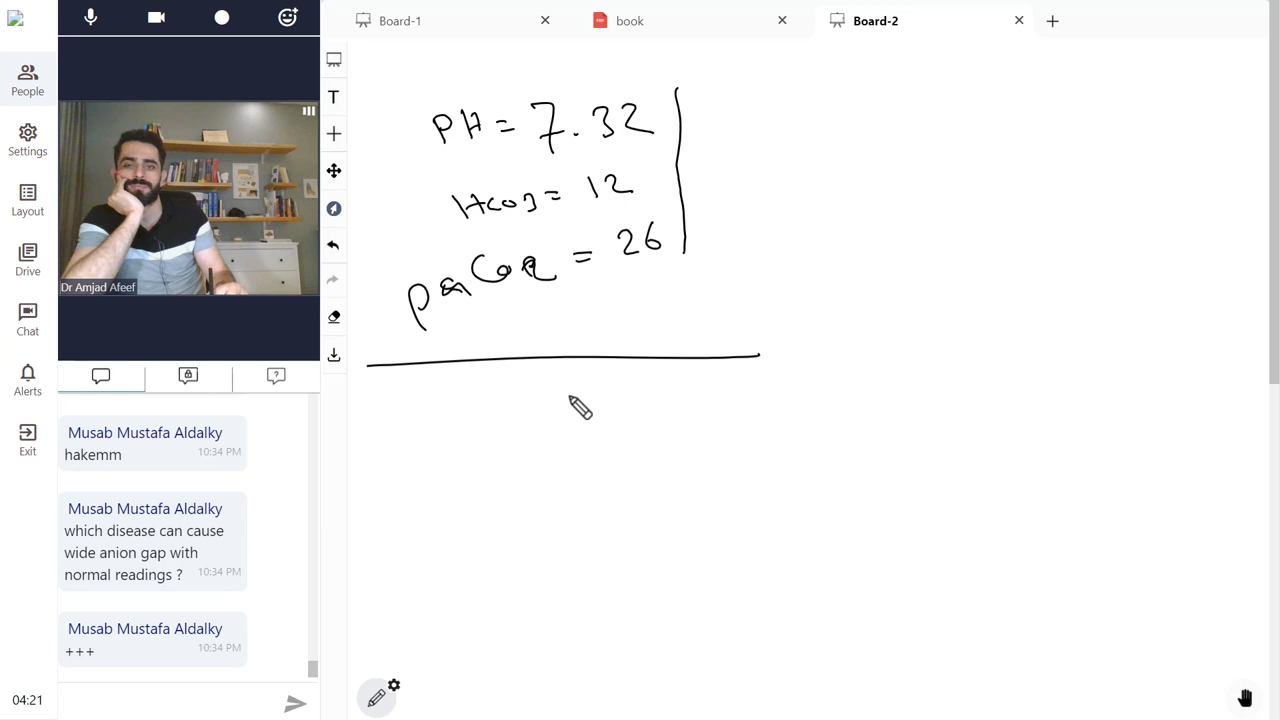 Board-1
book
Board-2
People
Settings
Layout
Drive
Chat
Alerts
Exit
04:21
T
Dr Amjad Afeef
Musab Mustafa Aldalky
hakemm
10:34 PM
Musab Mustafa Aldalky
which disease can cause
wide anion gap with
normal readings ?
10:34 PM
Musab Mustafa Aldalky
+++
10:34 PM
PH = 7.32
Hco3 = 12
paCo2 = 26